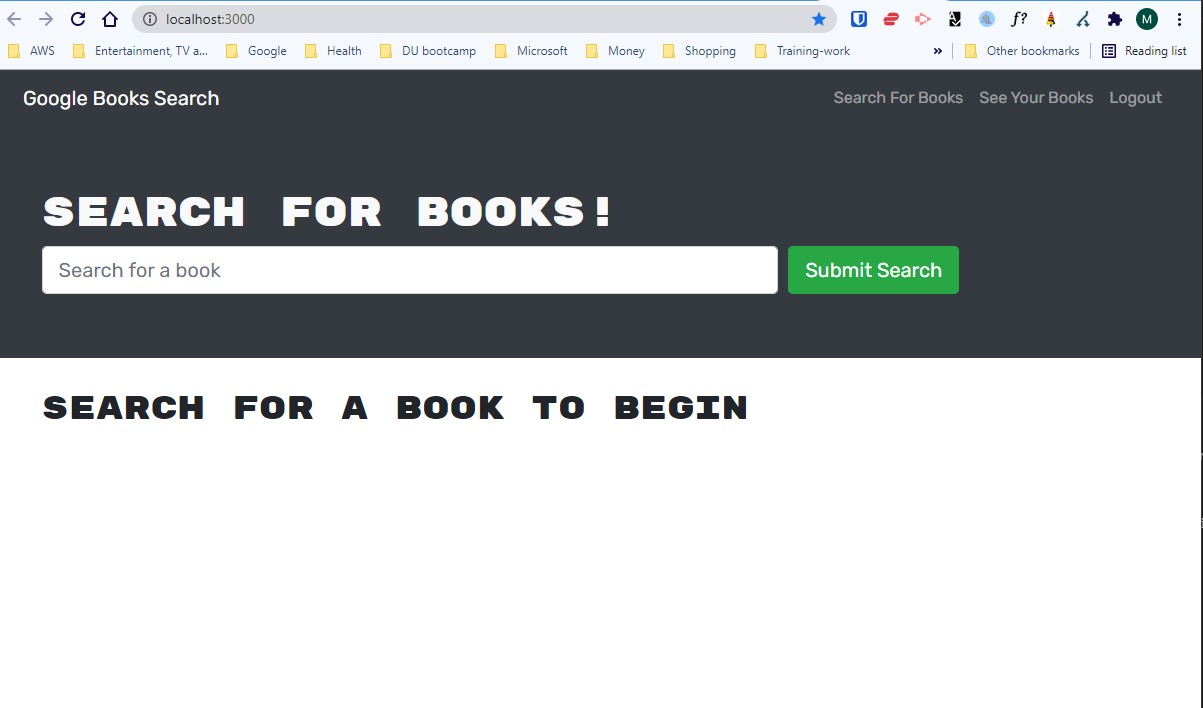 localhost:3000
f?
M
AWS Entertainment, TV a... Google Health DU bootcamp Microsoft Money Shopping Training-work » Other bookmarks Reading list
Google Books Search Search For Books See Your Books Logout
SEARCH FOR BOOKS!
Search for a book Submit Search
SEARCH FOR A BOOK TO BEGIN